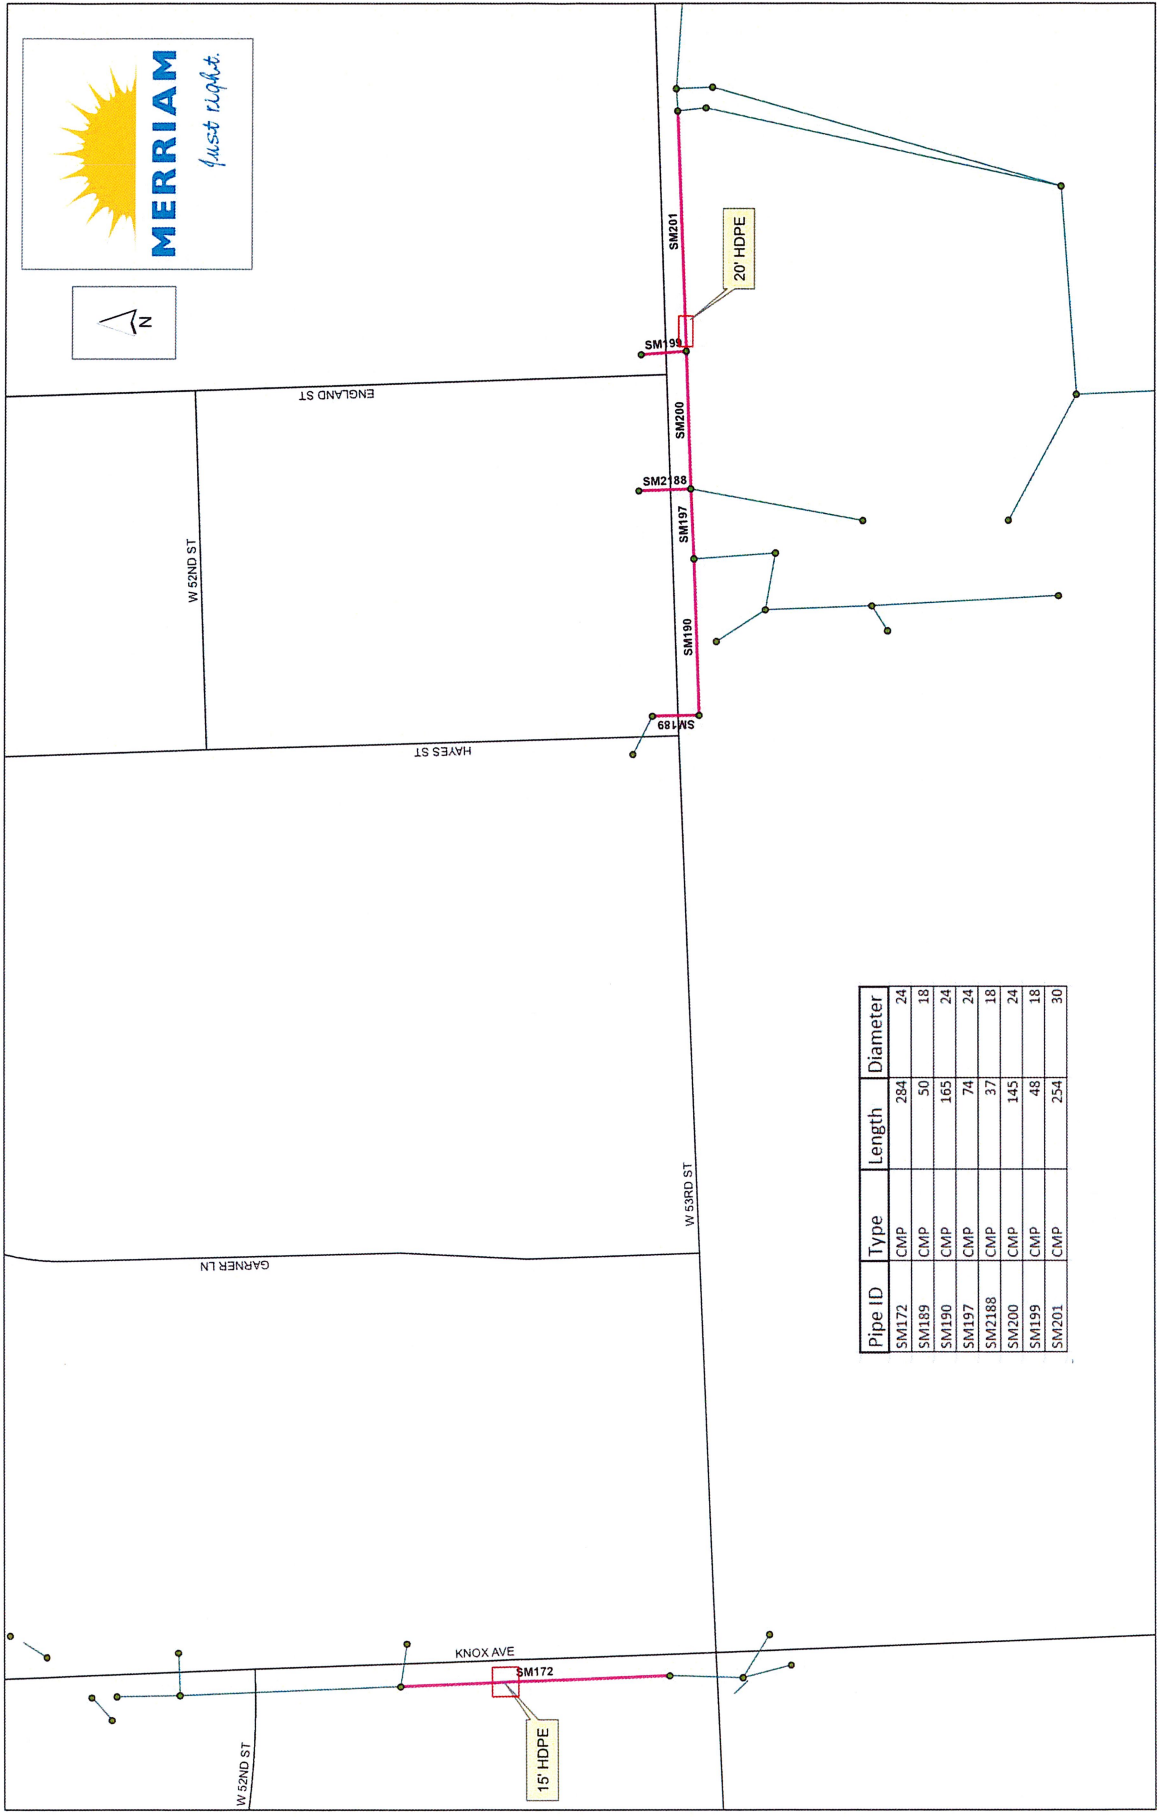 MERRIAM
Just right.
N
W 52ND ST
KNOX AVE
SM172
15' HDPE
GARNER LN
HAYES ST
W 52ND ST
ENGLAND ST
W 53RD ST
SM189
SM190
SM197
SM2188
SM200
SM199
SM201
20' HDPE
Pipe ID Type Length Diameter
SM172 CMP 284 24
SM189 CMP 50 18
SM190 CMP 165 24
SM197 CMP 74 24
SM2188 CMP 37 18
SM200 CMP 145 24
SM199 CMP 48 18
SM201 CMP 254 30